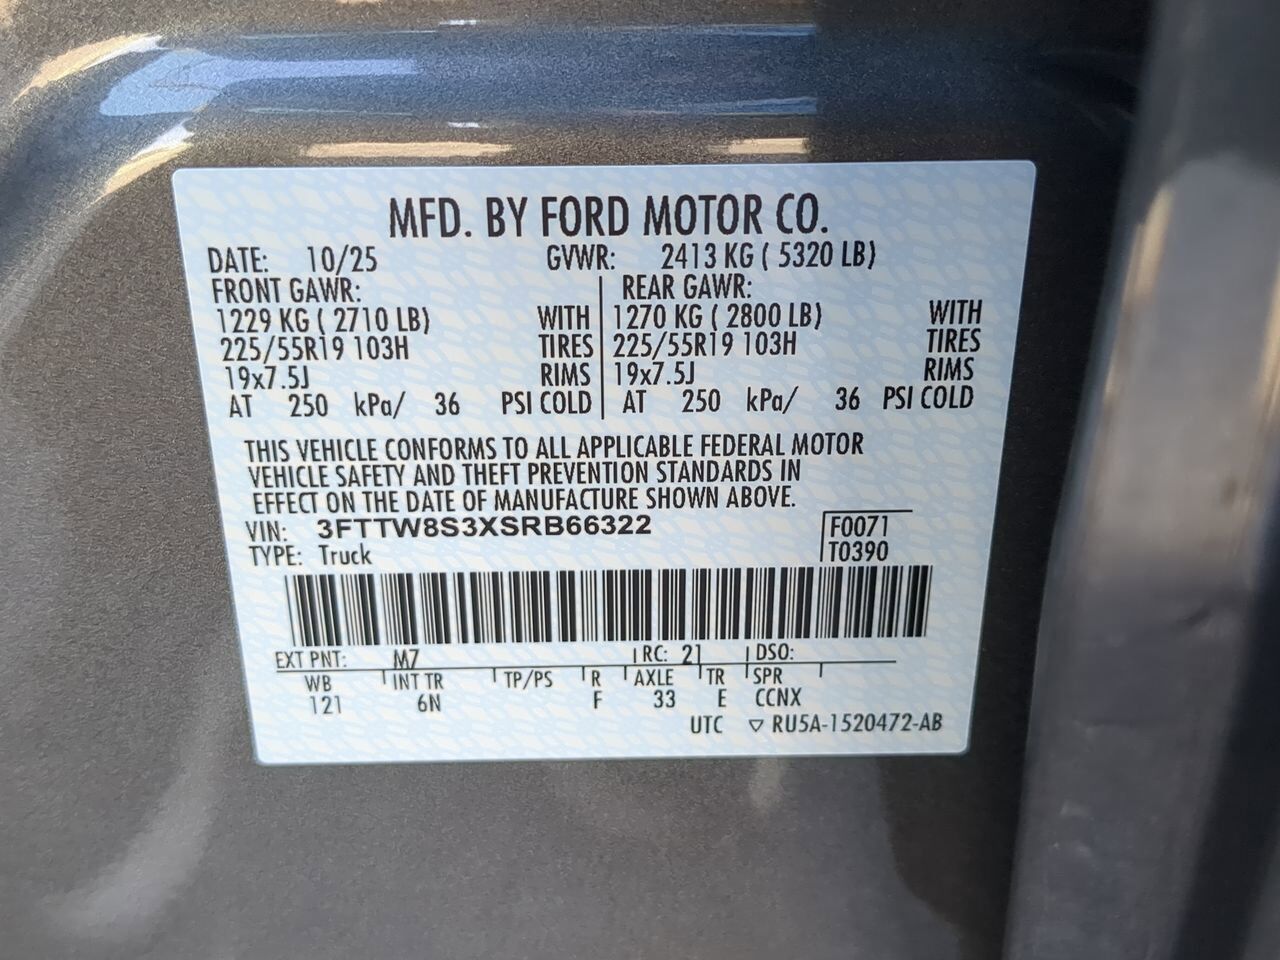 MFD. BY FORD MOTOR CO.
DATE: 10/25 GVWR: 2413 KG ( 5320 LB)
FRONT GAWR: REAR GAWR:
1229 KG ( 2710 LB) WITH 1270 KG ( 2800 LB) WITH
225/55R19 103H TIRES 225/55R19 103H TIRES
19x7.5J RIMS 19x7.5J RIMS
AT 250 kPa/ 36 PSI COLD AT 250 kPa/ 36 PSI COLD
THIS VEHICLE CONFORMS TO ALL APPLICABLE FEDERAL MOTOR
VEHICLE SAFETY AND THEFT PREVENTION STANDARDS IN
EFFECT ON THE DATE OF MANUFACTURE SHOWN ABOVE.
VIN: 3FTTW8S3XSRB66322 F0071
TYPE: Truck T0390
EXT PNT: M7 RC: 21 DSO:
WB INT TR TP/PS R AXLE TR SPR
121 6N F 33 E CCNX
UTC ▽ RU5A-1520472-AB